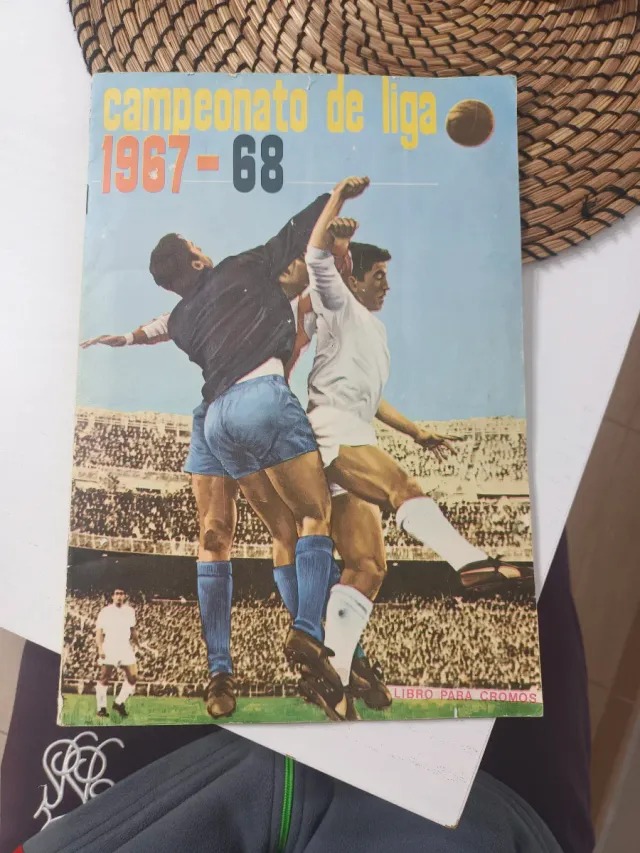 campeonato de liga
1967-68
LIBRO PARA CROMOS